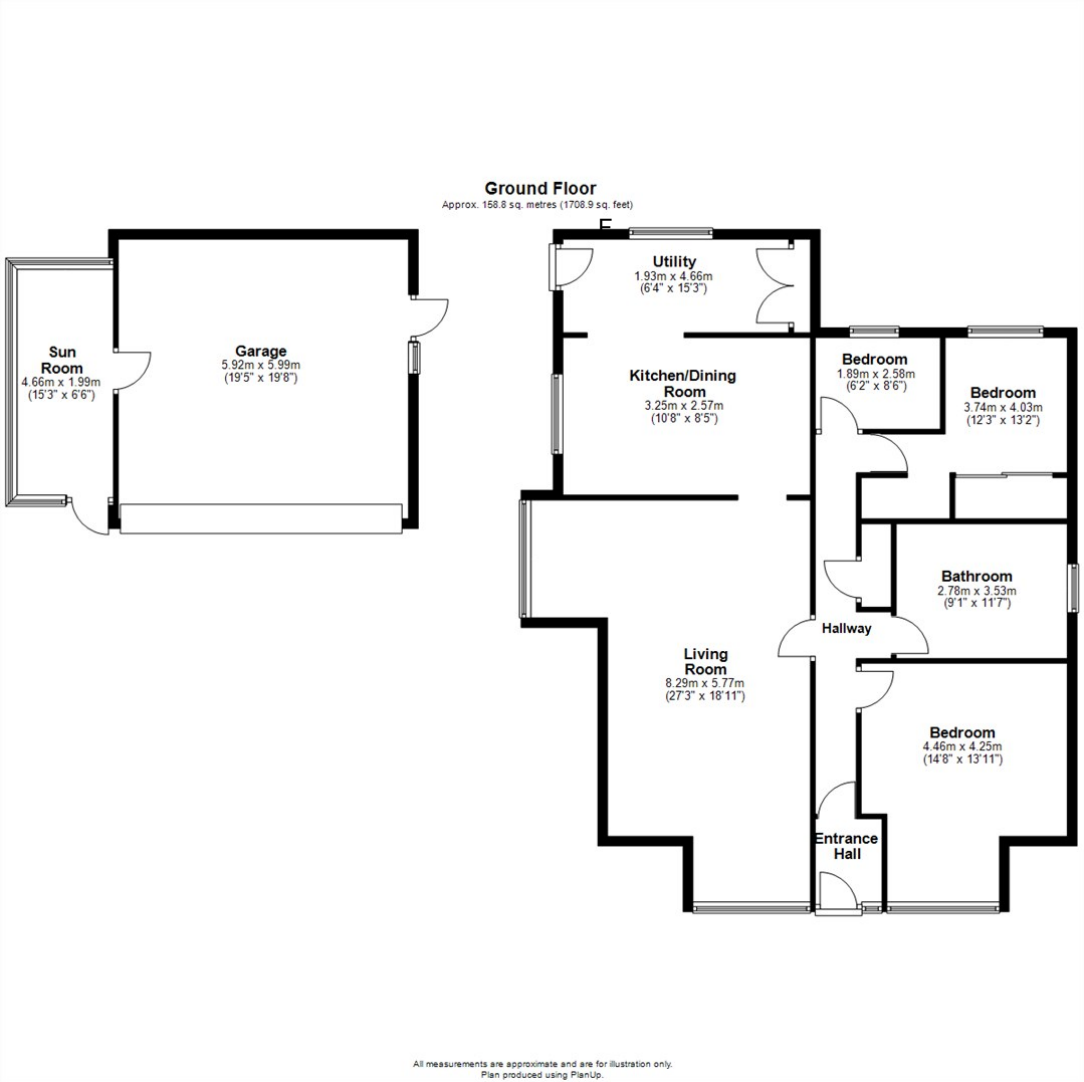 Ground Floor
Approx. 158.8 sq. metres (1708.9 sq. feet)
E
Utility
1.93m x 4.66m
(6'4" x 15'3")
Sun
Room
4.66m x 1.99m
(15'3" x 6'6")
Garage
5.92m x 5.99m
(19'5" x 19'8")
Kitchen/Dining
Room
3.25m x 2.57m
(10'8" x 8'5")
Bedroom
1.89m x 2.58m
(6'2" x 8'6")
Bedroom
3.74m x 4.03m
(12'3" x 13'2")
Bathroom
2.78m x 3.53m
(9'1" x 11'7")
Hallway
Living
Room
8.29m x 5.77m
(27'3" x 18'11")
Bedroom
4.46m x 4.25m
(14'8" x 13'11")
Entrance
Hall
All measurements are approximate and are for illustration only.
Plan produced using PlanUp.